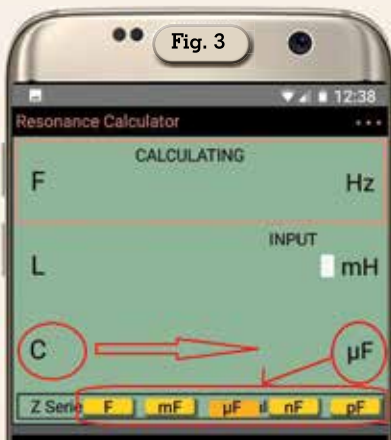 Fig. 3
12:38
Resonance Calculator
CALCULATING
F Hz
INPUT
L mH
C µF
Z Serie F mF µF nF pF